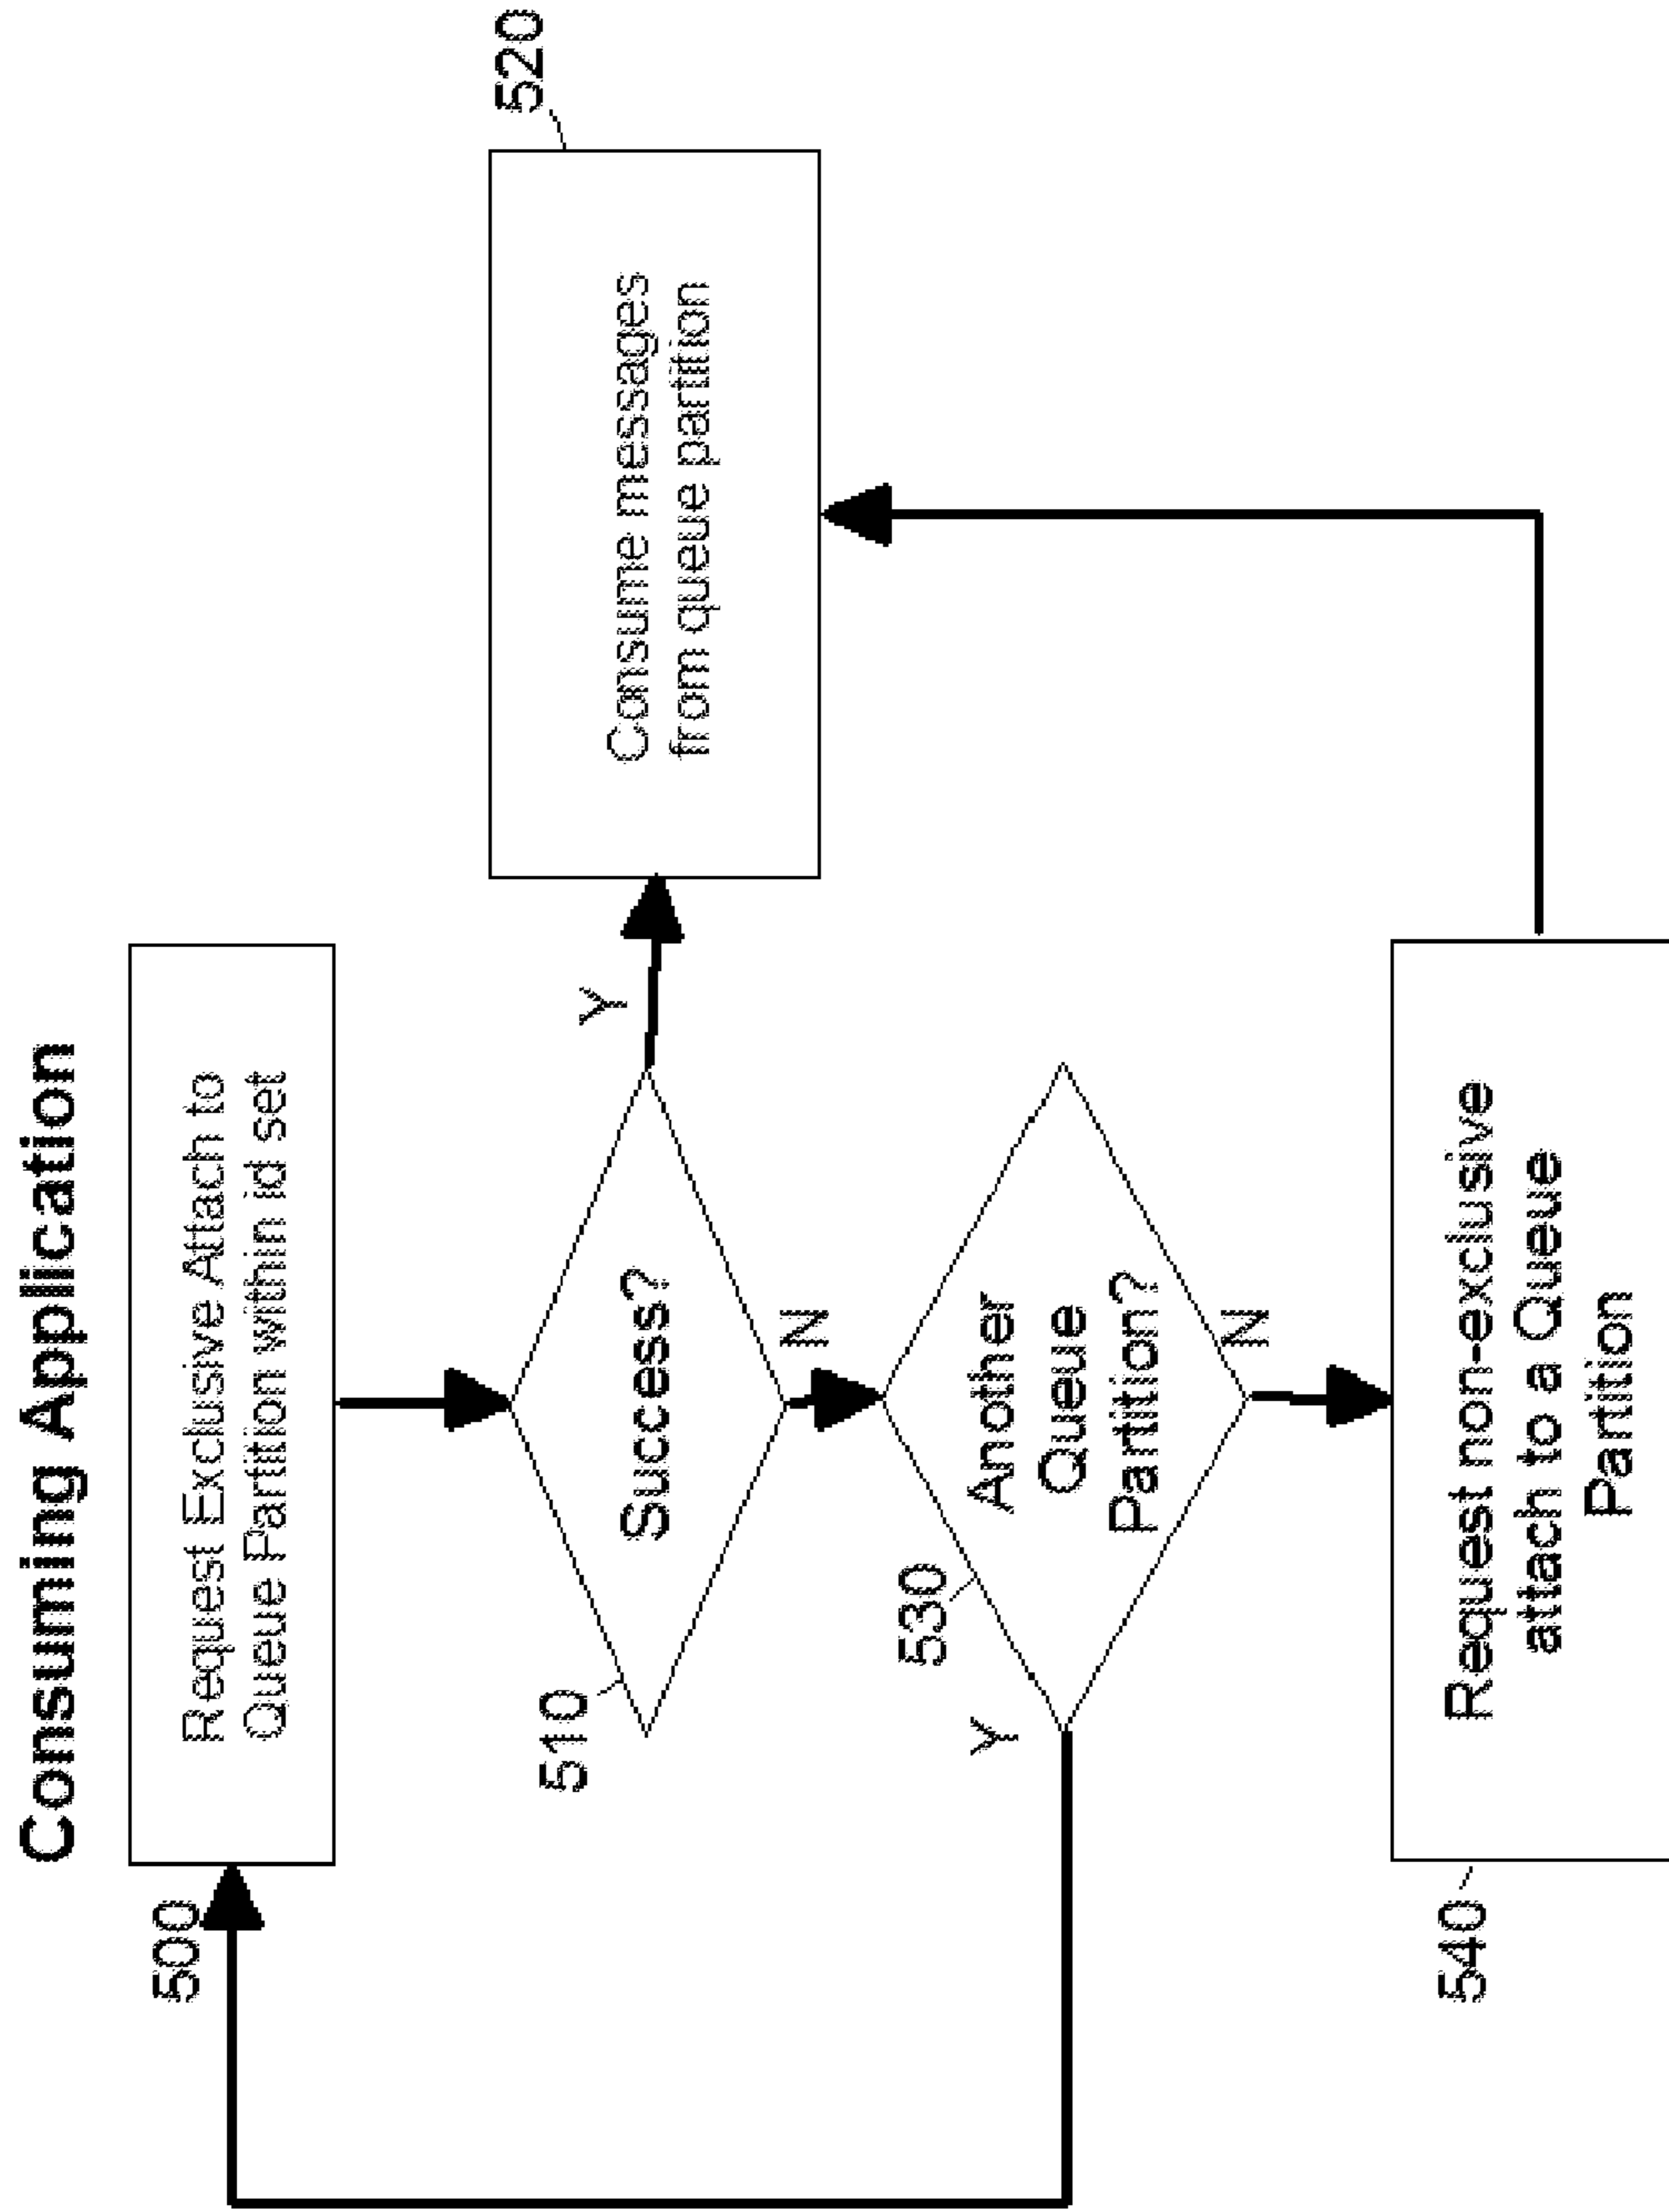 Consuming Application
500
Request Exclusive Attach to
Queue Partition within id set
510
Success?
Y
N
520
Consume messages
from queue partition
530
Another
Queue
Partition?
Y
N
540
Request non-exclusive
attach to a Queue
Partition